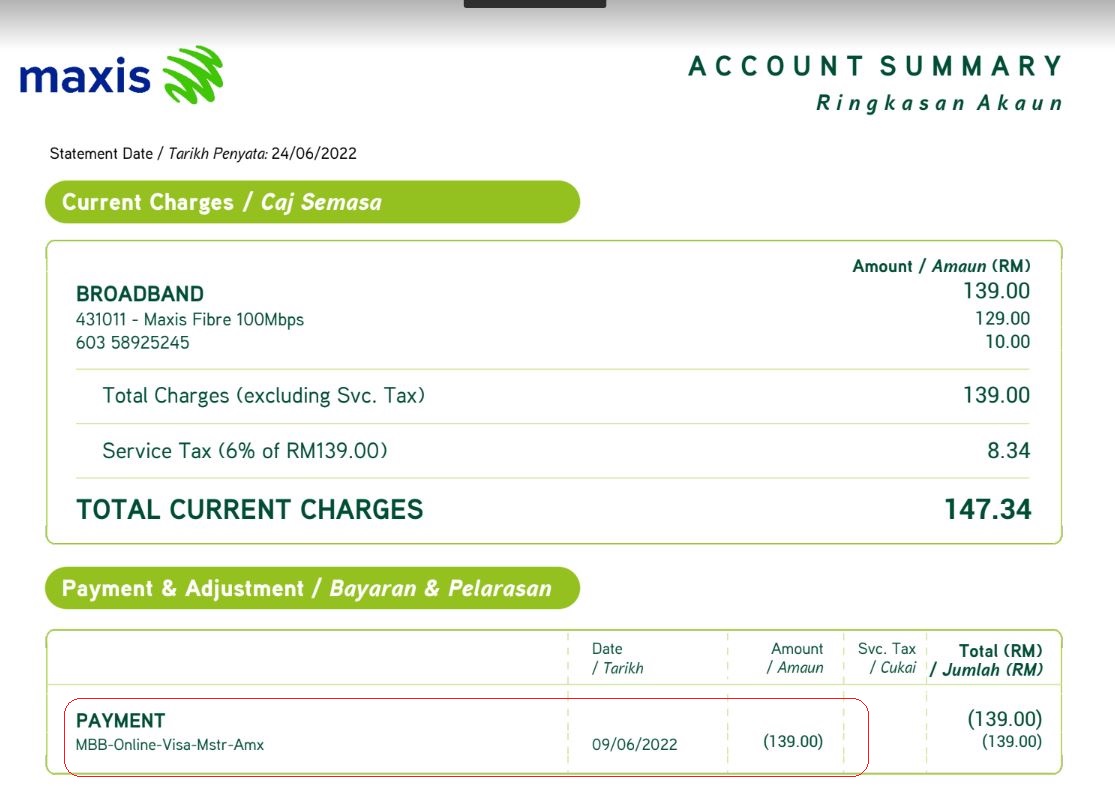 maxis
ACCOUNT SUMMARY
Ringkasan Akaun
Statement Date / Tarikh Penyata: 24/06/2022
Current Charges / Caj Semasa
Amount / Amaun (RM)
BROADBAND 139.00
431011 - Maxis Fibre 100Mbps 129.00
603 58925245 10.00
Total Charges (excluding Svc. Tax) 139.00
Service Tax (6% of RM139.00) 8.34
TOTAL CURRENT CHARGES 147.34
Payment & Adjustment / Bayaran & Pelarasan
Date Amount Svc. Tax Total (RM)
/ Tarikh / Amaun / Cukai / Jumlah (RM)
PAYMENT (139.00)
MBB-Online-Visa-Mstr-Amx 09/06/2022 (139.00) (139.00)